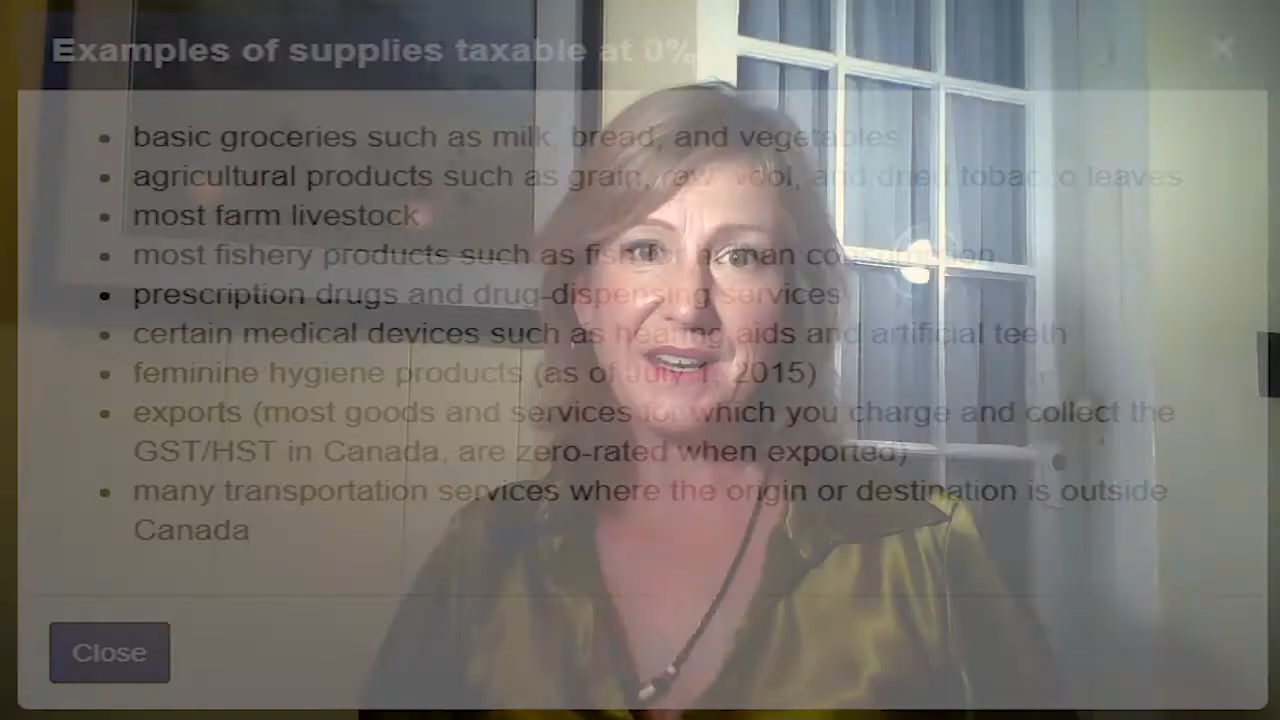 Examples of supplies taxable at 0%
basic groceries such as milk, bread, and vegetables
agricultural products such as grain, raw wool, and dried tobacco leaves
most farm livestock
most fishery products such as fish for human consumption
prescription drugs and drug-dispensing services
certain medical devices such as hearing aids and artificial teeth
feminine hygiene products (as of July 1, 2015)
exports (most goods and services for which you charge and collect the
GST/HST in Canada, are zero-rated when exported)
many transportation services where the origin or destination is outside
Canada
Close